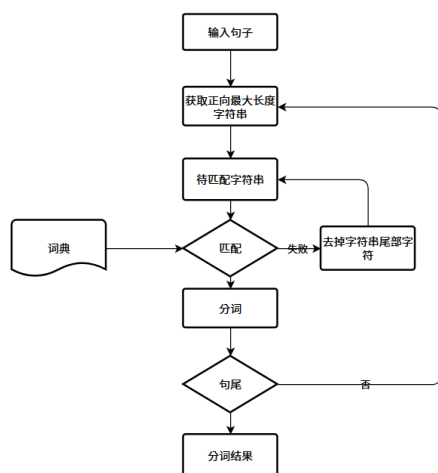 输入句子
获取正向最大长度
字符串
待匹配字符串
词典
匹配
失败
去掉字符串尾部字
符
分词
句尾
否
分词结果